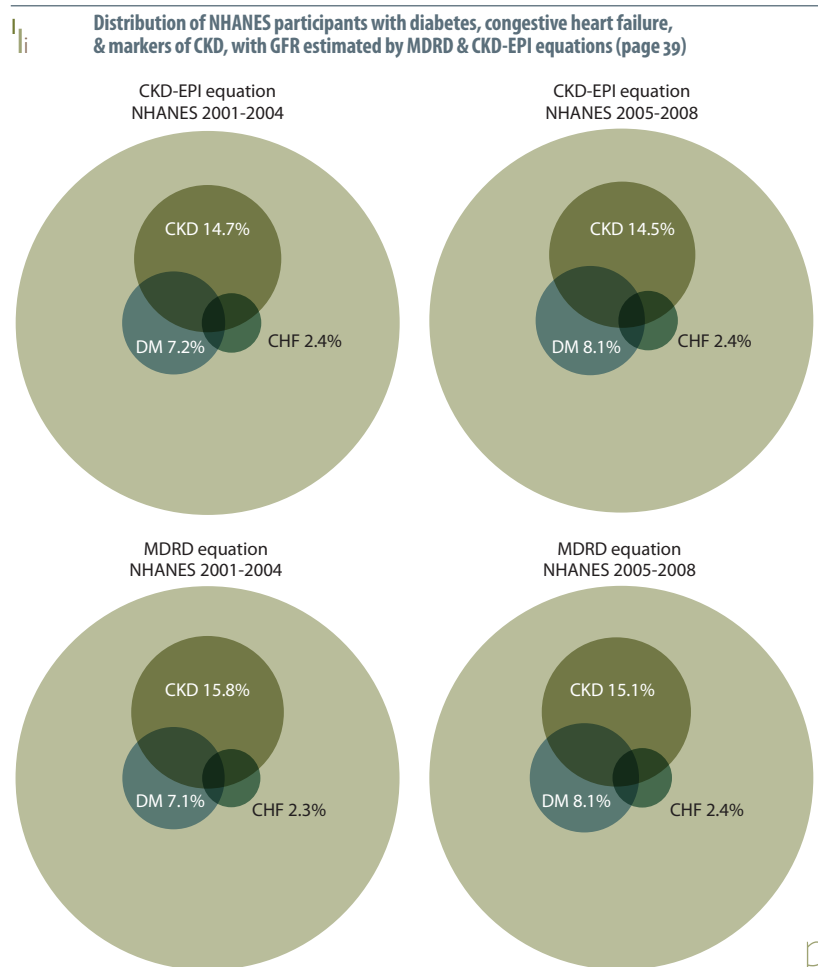 Distribution of NHANES participants with diabetes, congestive heart failure,
& markers of CKD, with GFR estimated by MDRD & CKD-EPI equations (page 39)
CKD-EPI equation
NHANES 2001-2004
CKD 14.7%
DM 7.2%
CHF 2.4%
CKD-EPI equation
NHANES 2005-2008
CKD 14.5%
DM 8.1%
CHF 2.4%
MDRD equation
NHANES 2001-2004
CKD 15.8%
DM 7.1%
CHF 2.3%
MDRD equation
NHANES 2005-2008
CKD 15.1%
DM 8.1%
CHF 2.4%